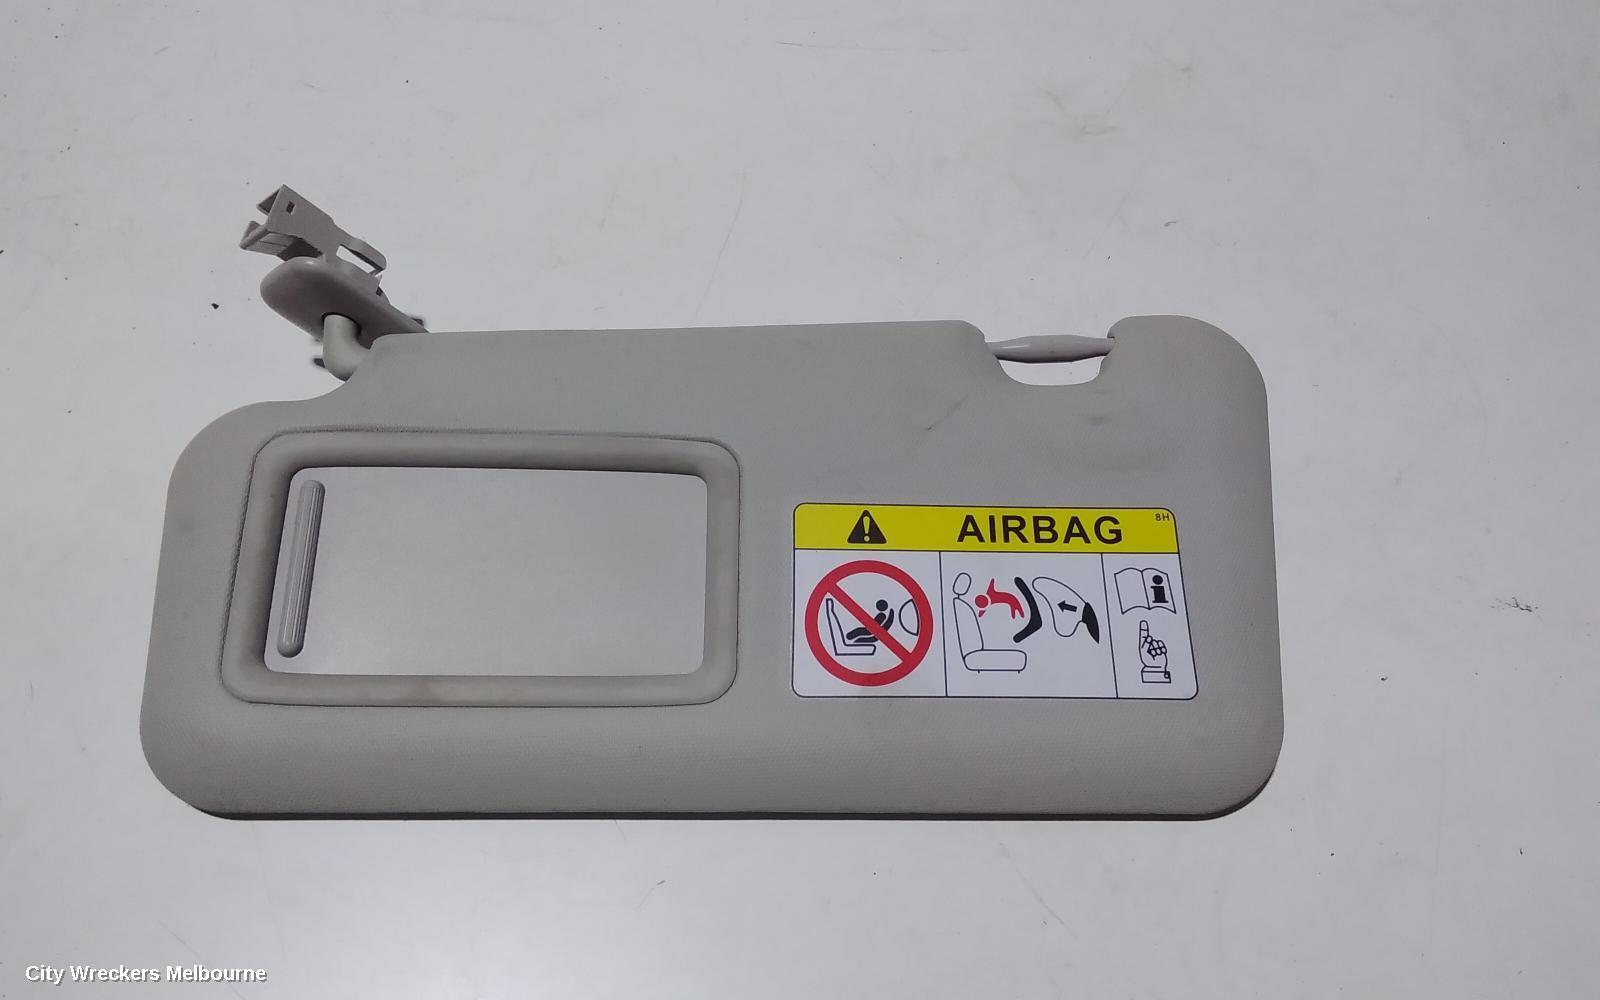 AIRBAG
8H
i
City Wreckers Melbourne